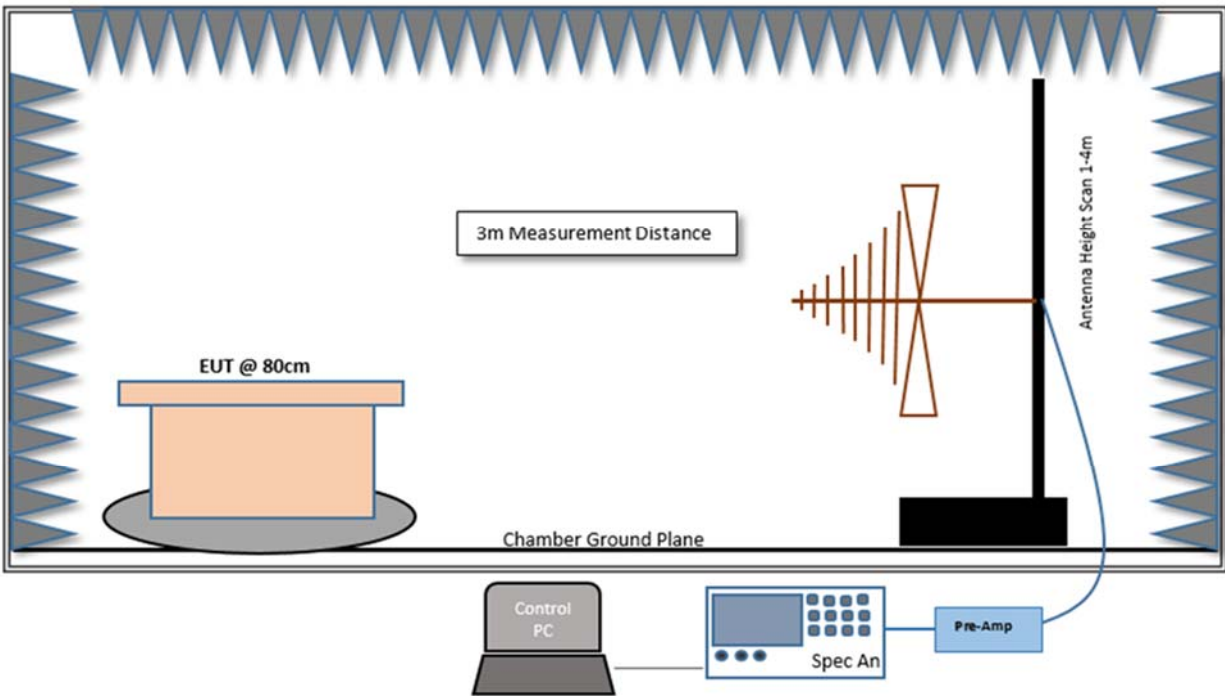 3m Measurement Distance
Antenna Height Scan 1-4m
EUT @ 80cm
Chamber Ground Plane
Control
PC
Spec An
Pre-Amp